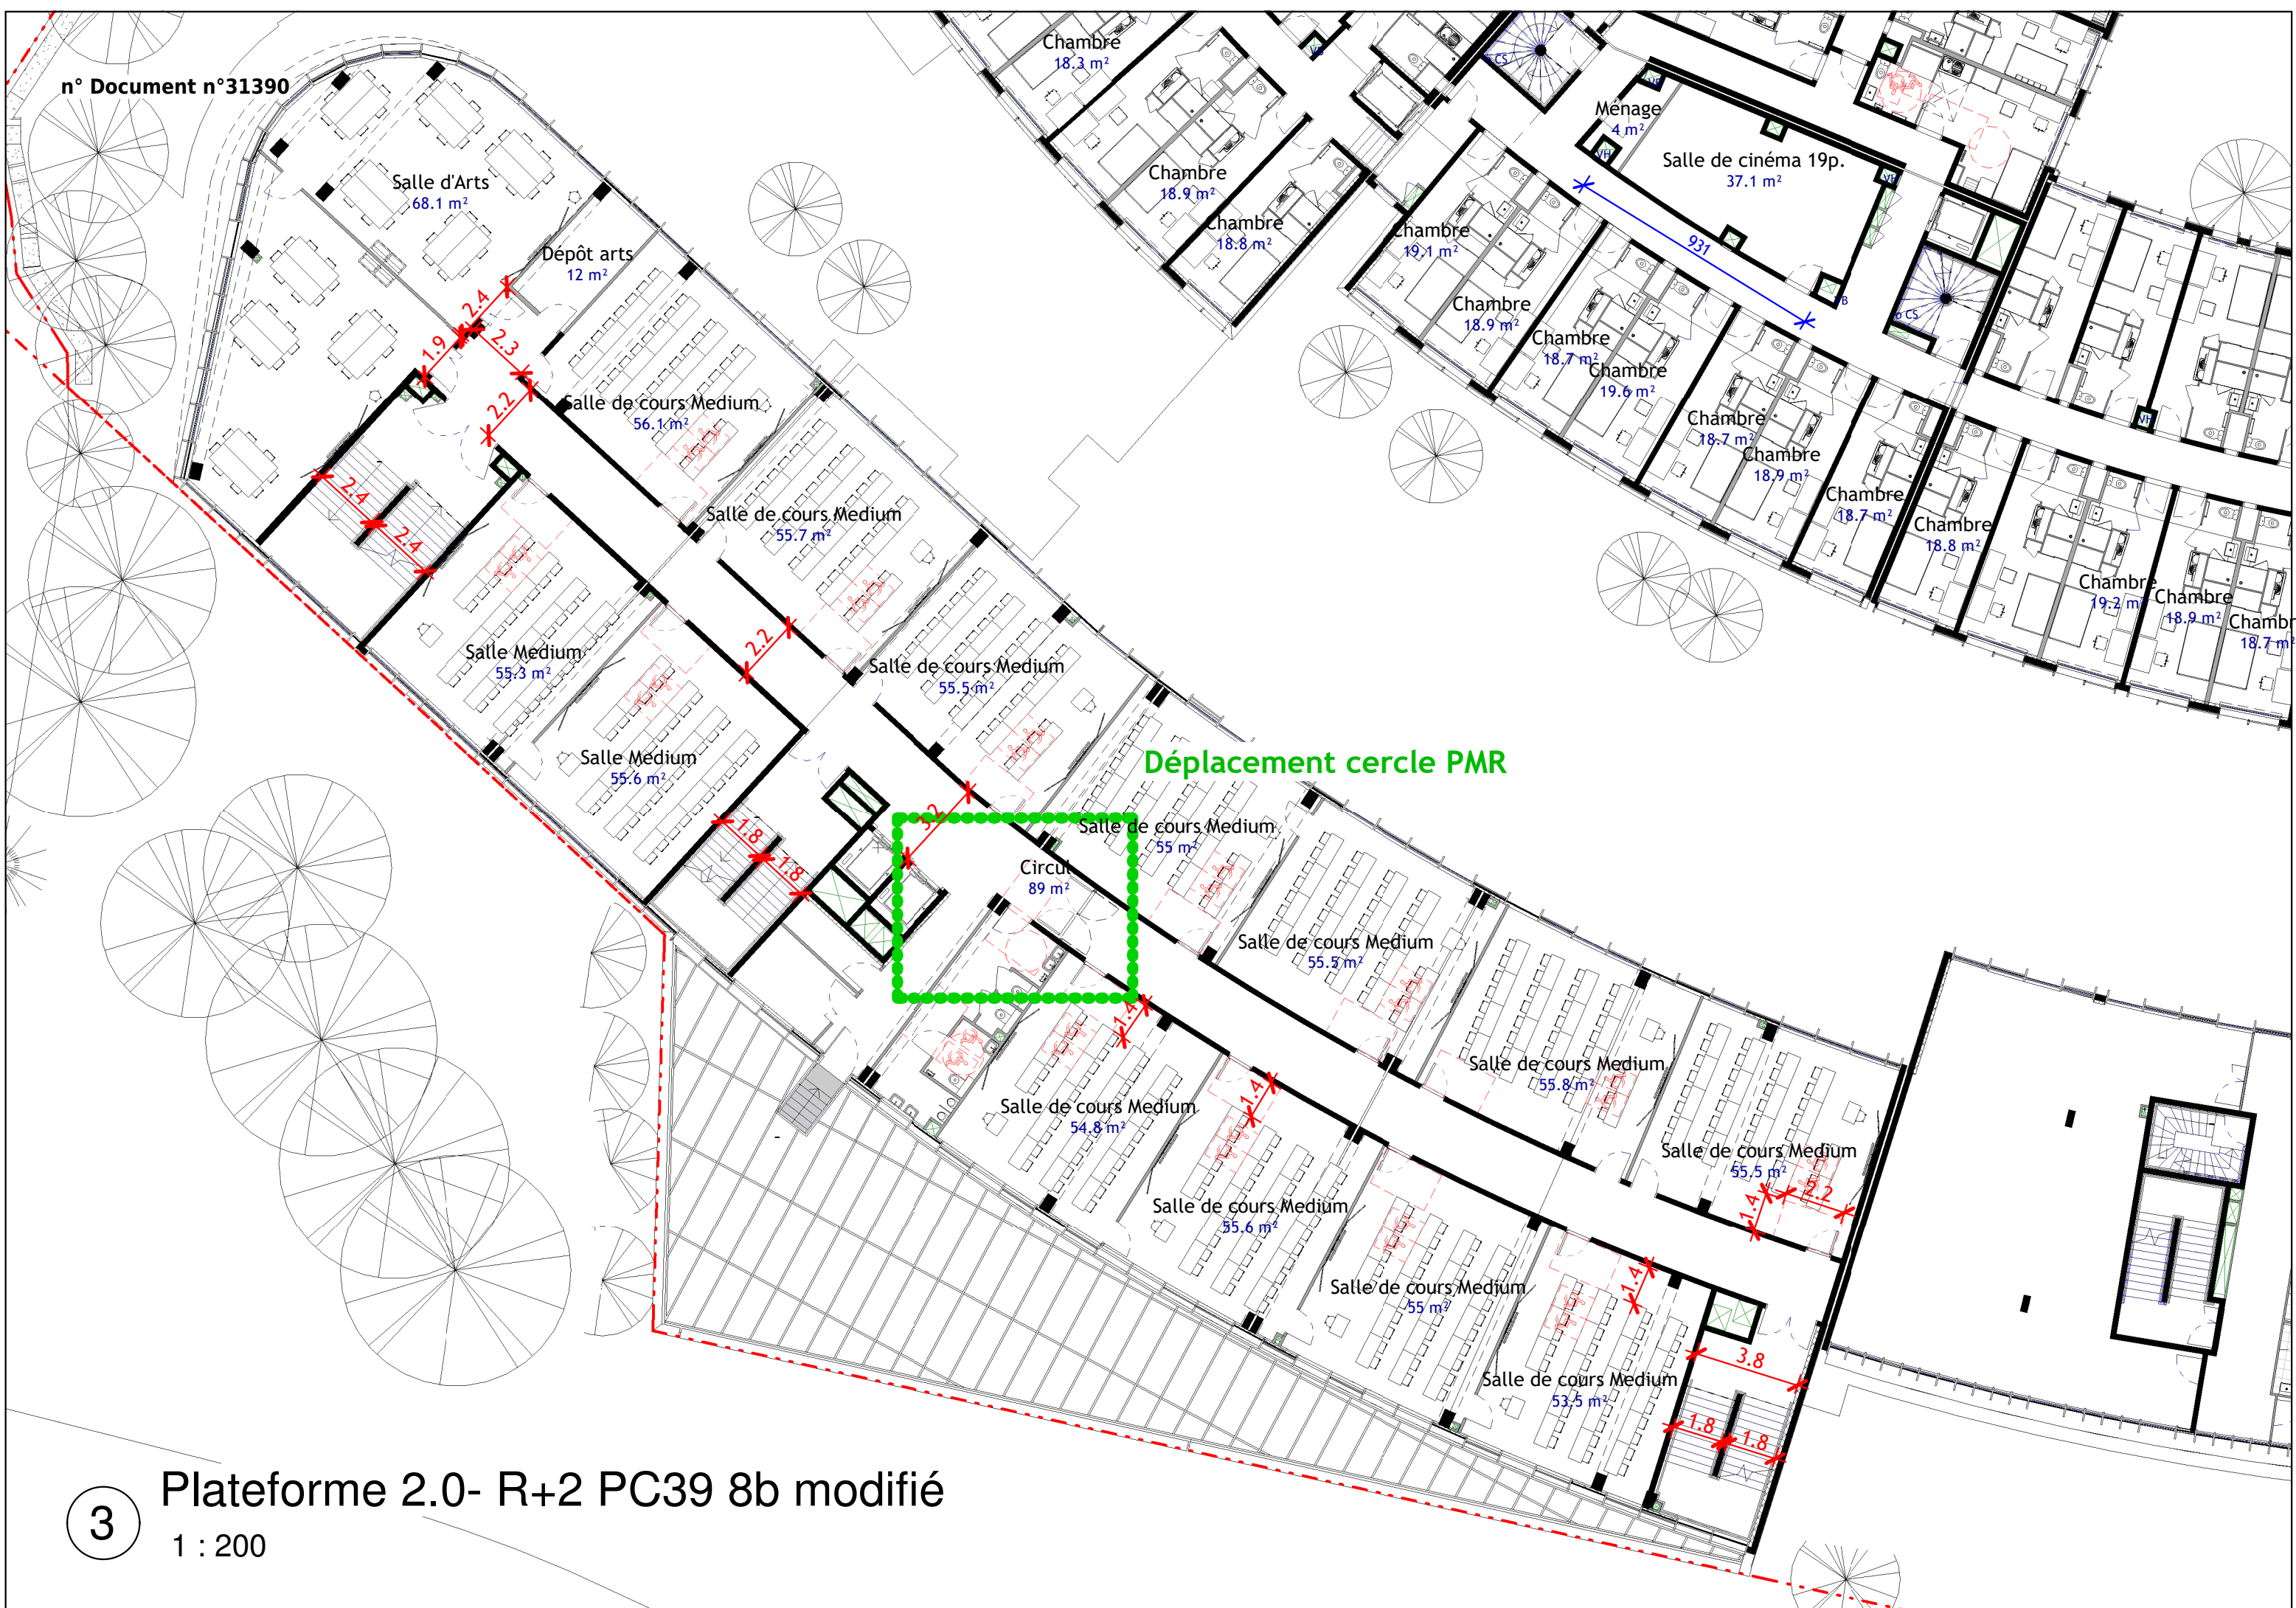 n° Document n°31390
Chambre
18.3 m²
Chambre
18.9 m²
Chambre
18.8 m²
Ménage
4 m²
Salle de cinéma 19p.
37.1 m²
VH
VH
VH
CS
CS
931
Chambre
19.1 m²
Chambre
18.9 m²
Chambre
18.7 m²
Chambre
19.6 m²
Chambre
18.7 m²
Chambre
18.9 m²
Chambre
18.7 m²
Chambre
18.8 m²
Chambre
19.2 m²
Chambre
18.9 m²
Chambr
18.7 m²
Salle d'Arts
68.1 m²
Dépôt arts
12 m²
2.4
1.9
2.3
2.2
2.4
2.4
Salle de cours Medium
56.1 m²
Salle de cours Medium
55.7 m²
Salle Medium
55.3 m²
2.2
Salle de cours Medium
55.5 m²
Salle Medium
55.6 m²
Déplacement cercle PMR
3.2
1.8
1.8
Circul
89 m²
Salle de cours Medium
55 m²
Salle de cours Medium
55.5 m²
1.4
Salle de cours Medium
54.8 m²
1.4
Salle de cours Medium
55.8 m²
Salle de cours Medium
55.5 m²
1.4
2.2
Salle de cours Medium
55.6 m²
Salle de cours Medium
55 m²
1.4
3.8
Salle de cours Medium
53.5 m²
1.8
1.8
3
Plateforme 2.0- R+2 PC39 8b modifié
1 : 200